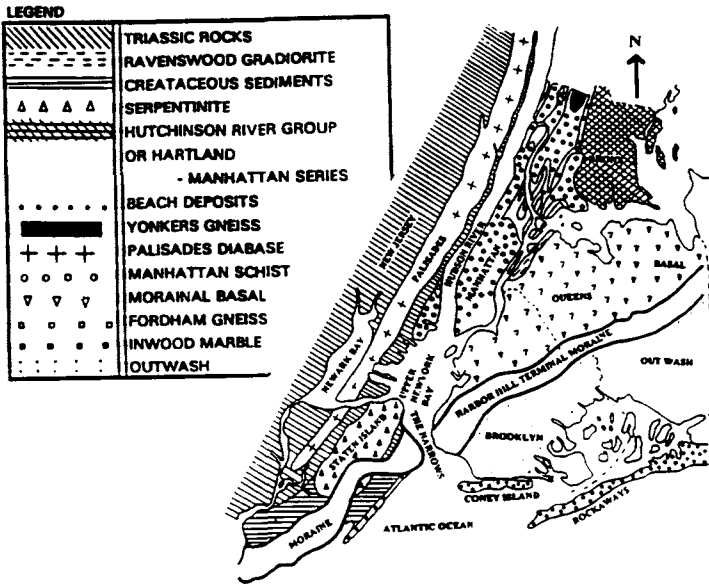 LEGEND
TRIASSIC ROCKS
RAVENSWOOD GRADIORITE
CREATACEOUS SEDIMENTS
SERPENTINITE
HUTCHINSON RIVER GROUP
OR HARTLAND
- MANHATTAN SERIES
BEACH DEPOSITS
YONKERS GNEISS
PALISADES DIABASE
MANHATTAN SCHIST
MORAINAL BASAL
FORDHAM GNEISS
INWOOD MARBLE
OUTWASH
N
NEW JERSEY
PALISADES
HUDSON RIVER
MANHATTAN
BASAL
QUEENS
NEWARK BAY
UPPER
NEW YORK
BAY
HARBOR HILL TERMINAL MORAINE
OUT WASH
STATEN ISLAND
THE NARROWS
BROOKLYN
CONEY ISLAND
ROCKAWAYS
MORAINE
ATLANTIC OCEAN